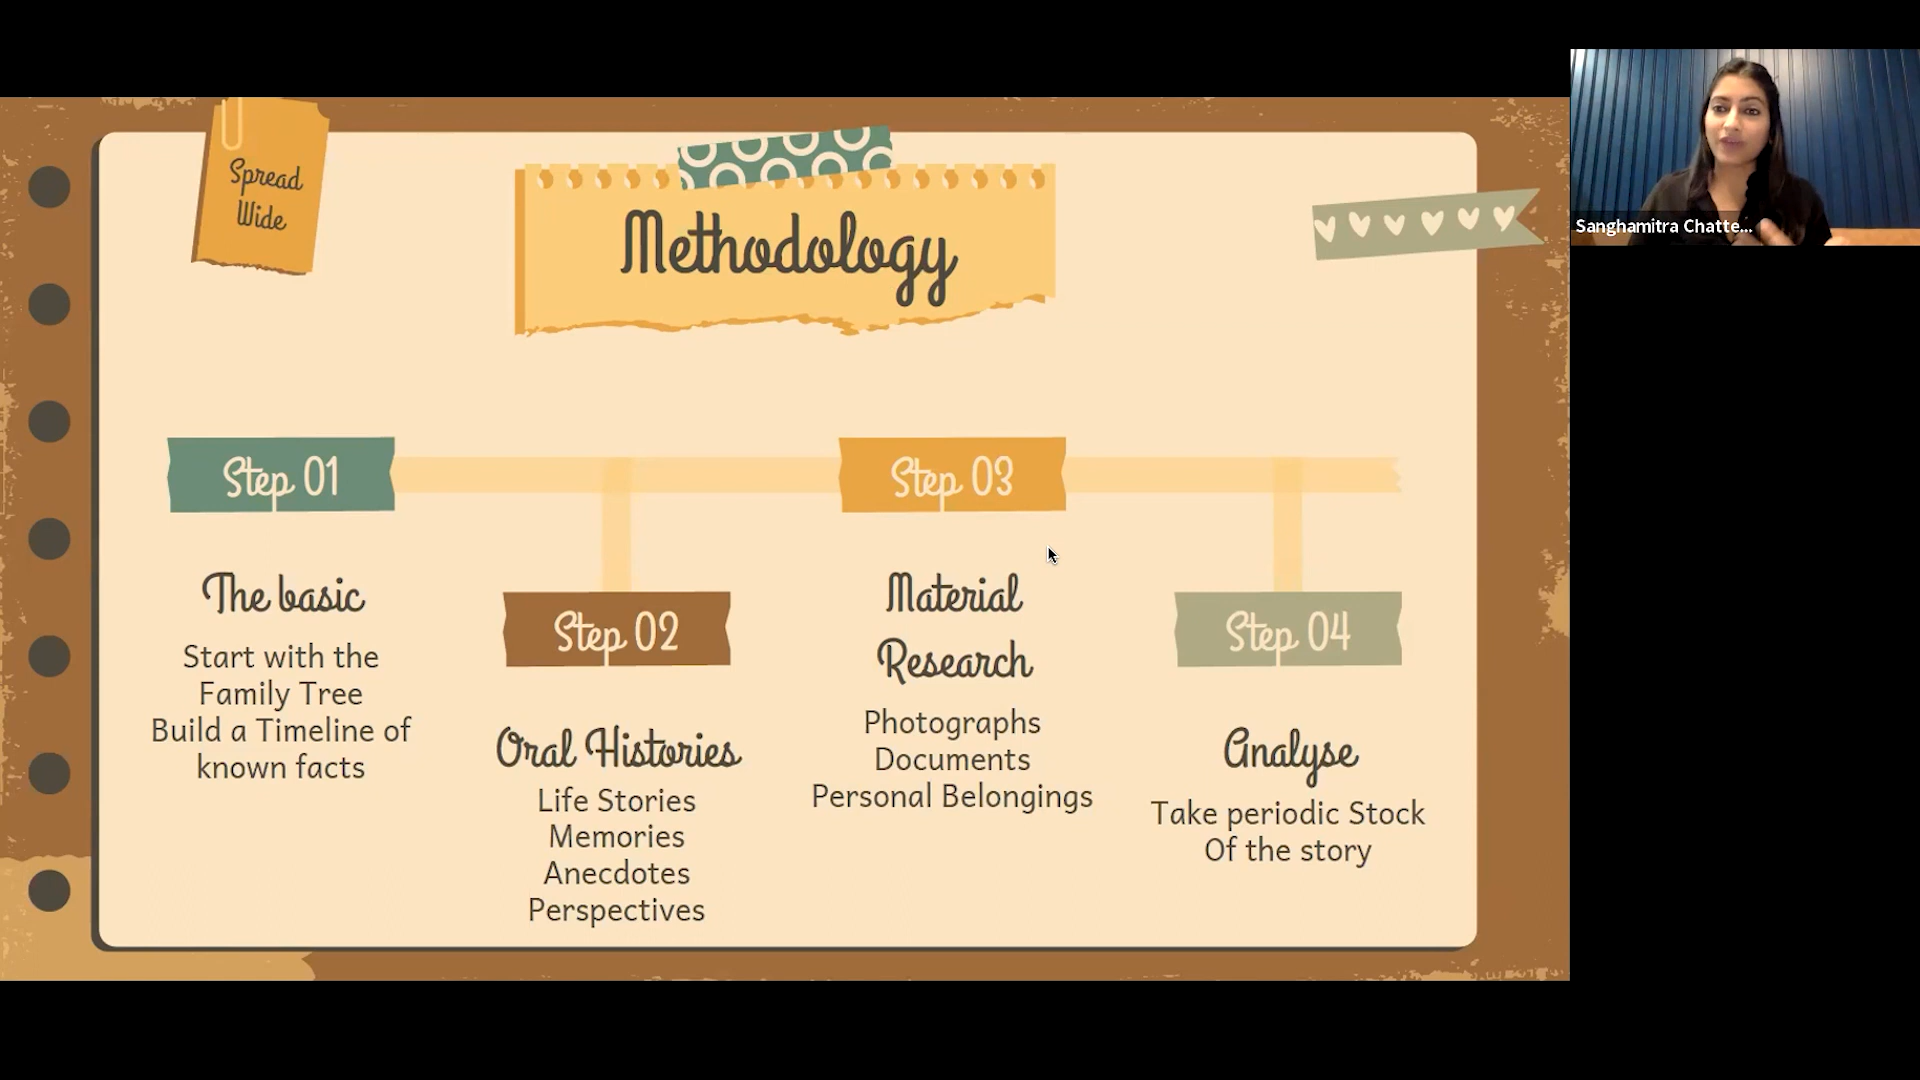 Spread
Wide
Methodology
Sanghamitra Chatte...
Step 01
The basic
Start with the
Family Tree
Build a Timeline of
known facts
Step 02
Oral Histories
Life Stories
Memories
Anecdotes
Perspectives
Step 03
Material
Research
Photographs
Documents
Personal Belongings
Step 04
Analyse
Take periodic Stock
Of the story